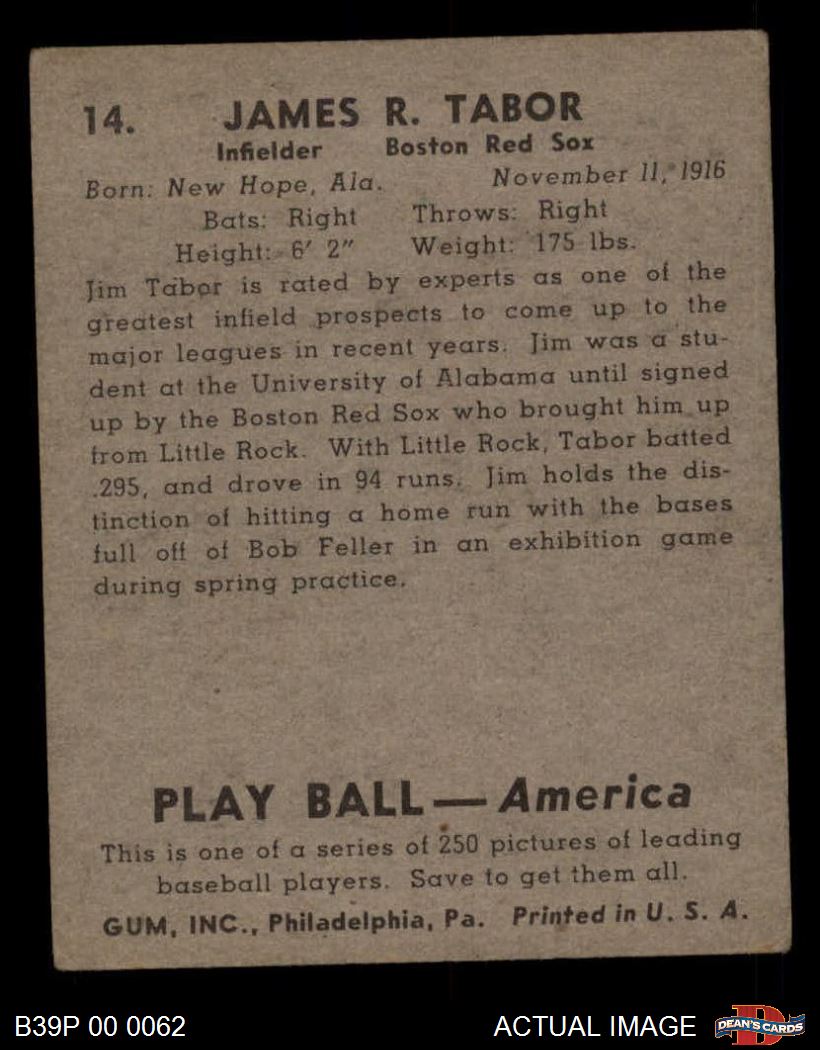 14. JAMES R. TABOR
Infielder Boston Red Sox
Born: New Hope, Ala. November 11, 1916
Bats: Right Throws: Right
Height: 6' 2" Weight: 175 lbs.
Jim Tabor is rated by experts as one of the
greatest infield prospects to come up to the
major leagues in recent years. Jim was a stu-
dent at the University of Alabama until signed
up by the Boston Red Sox who brought him up
from Little Rock. With Little Rock, Tabor batted
.295, and drove in 94 runs. Jim holds the dis-
tinction of hitting a home run with the bases
full off of Bob Feller in an exhibition game
during spring practice.
PLAY BALL — America
This is one of a series of 250 pictures of leading
baseball players. Save to get them all.
GUM, INC., Philadelphia, Pa. Printed in U. S. A.
B39P 00 0062 ACTUAL IMAGE D DEAN'S CARDS